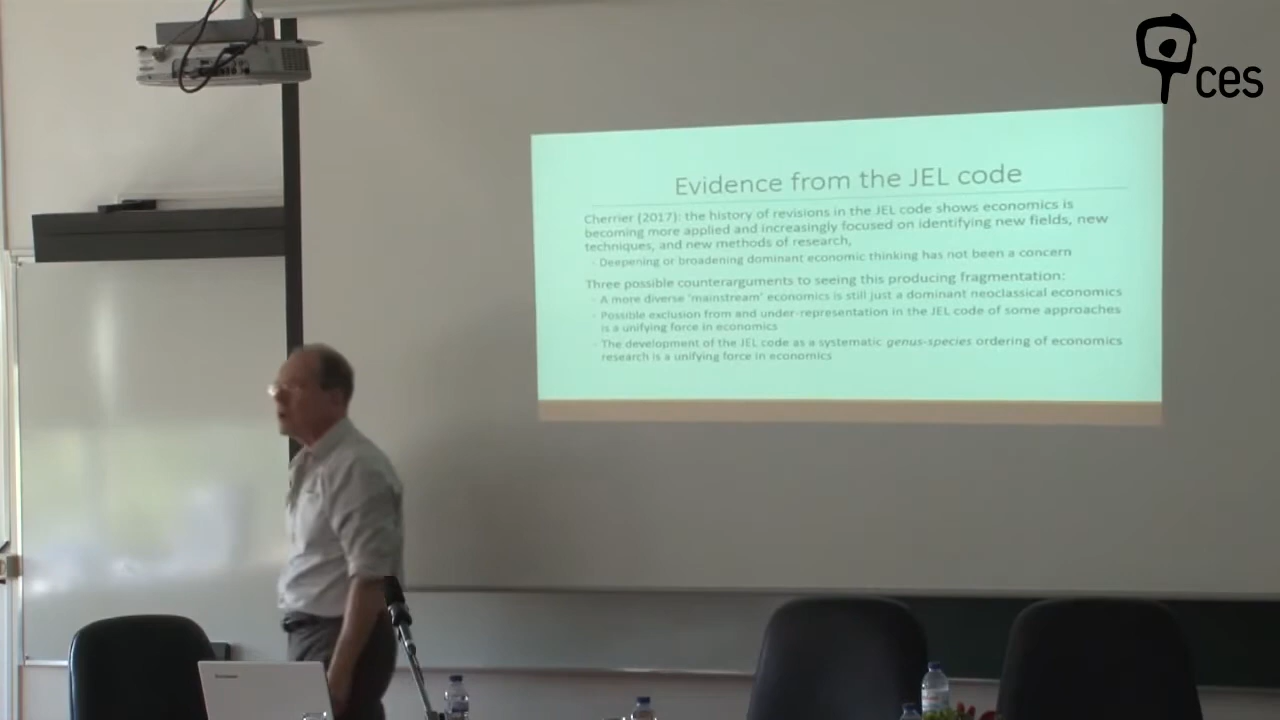 ces
Evidence from the JEL code
Cherrier (2017): the history of revisions in the JEL code shows economics is
becoming more applied and increasingly focused on identifying new fields, new
techniques, and new methods of research,
- Deepening or broadening dominant economic thinking has not been a concern
Three possible counterarguments to seeing this producing fragmentation:
- A more diverse 'mainstream' economics is still just a dominant neoclassical economics
- Possible exclusion from and under-representation in the JEL code of some approaches
is a unifying force in economics
- The development of the JEL code as a systematic genus-species ordering of economics
research is a unifying force in economics
Lenovo